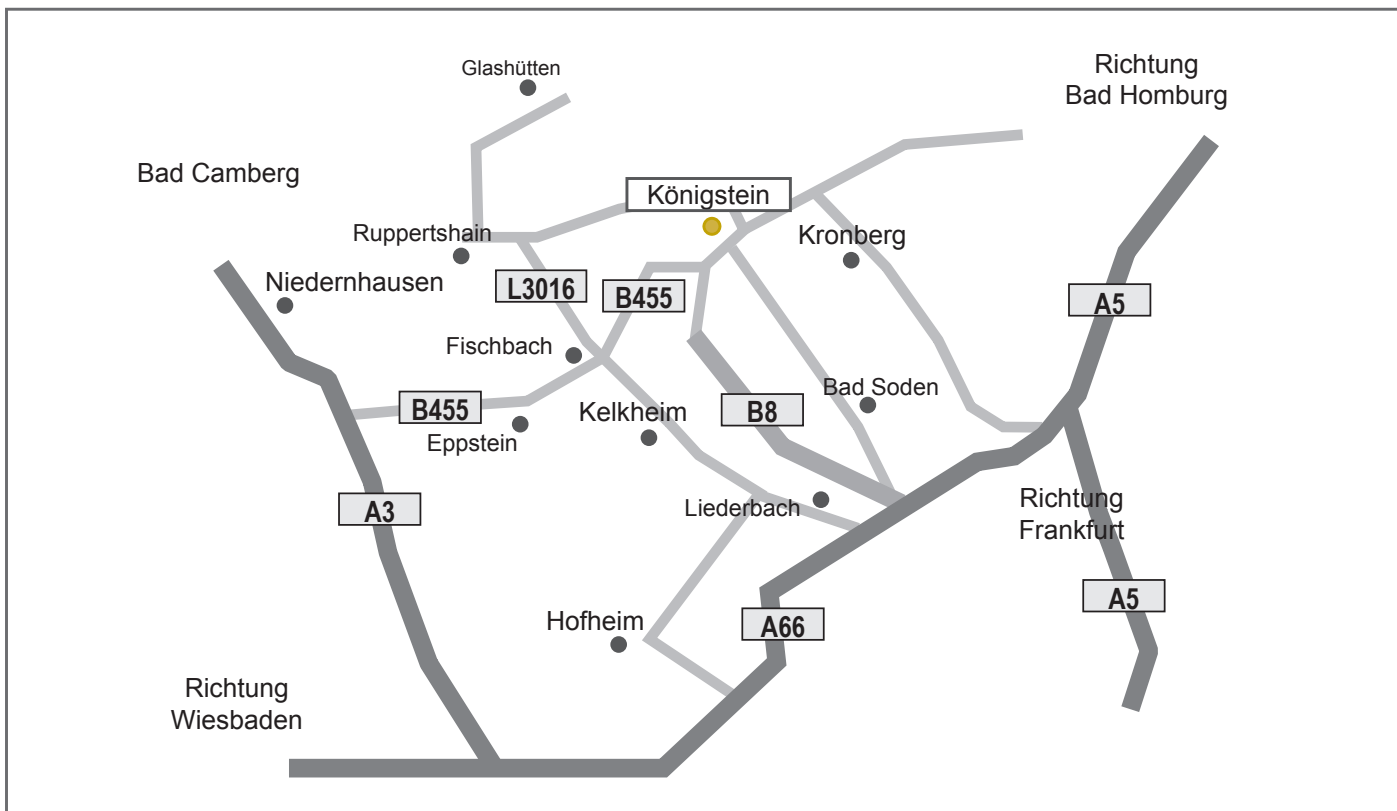 Glashütten
Richtung
Bad Homburg
Bad Camberg
Königstein
Ruppertshain
Kronberg
Niedernhausen
L3016
B455
A5
Fischbach
Bad Soden
B455
Kelkheim
B8
Eppstein
A3
Liederbach
Richtung
Frankfurt
A5
Hofheim
A66
Richtung
Wiesbaden